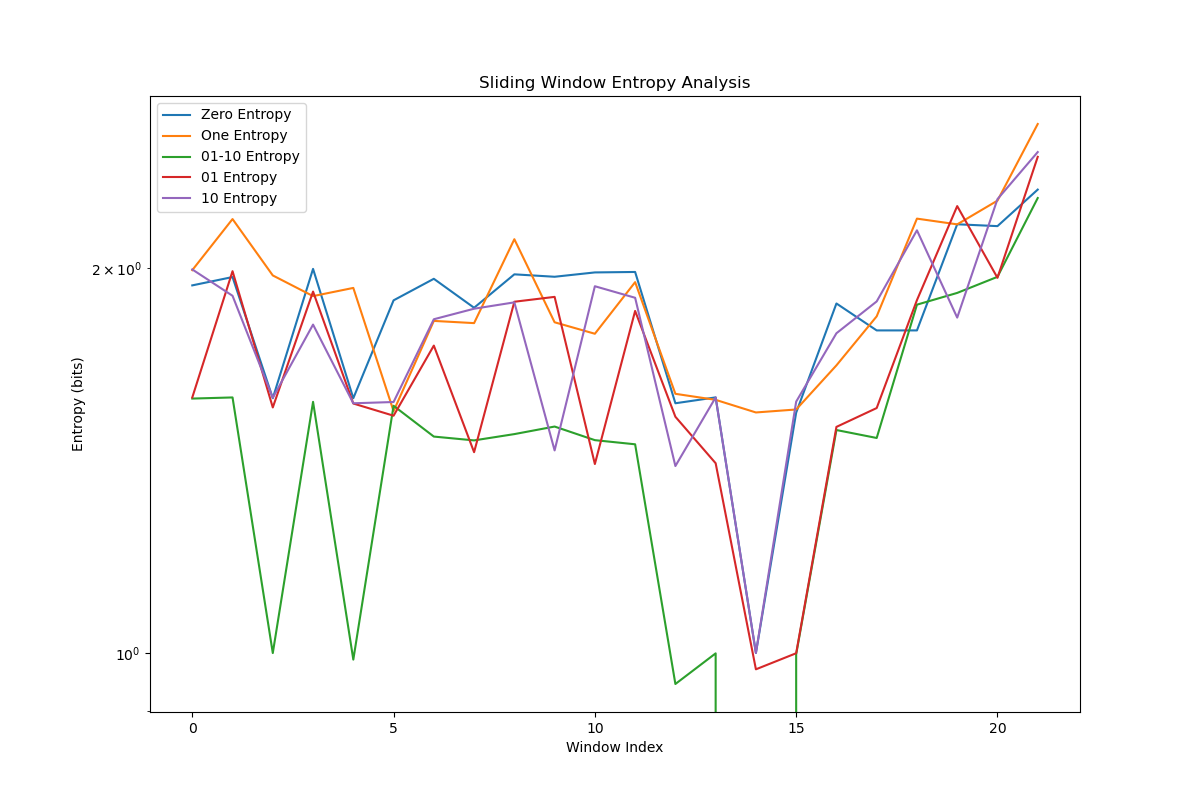 Sliding Window Entropy Analysis
Zero Entropy
One Entropy
01-10 Entropy
01 Entropy
10 Entropy
2 × 10⁰
10⁰
Entropy (bits)
0 5 10 15 20
Window Index